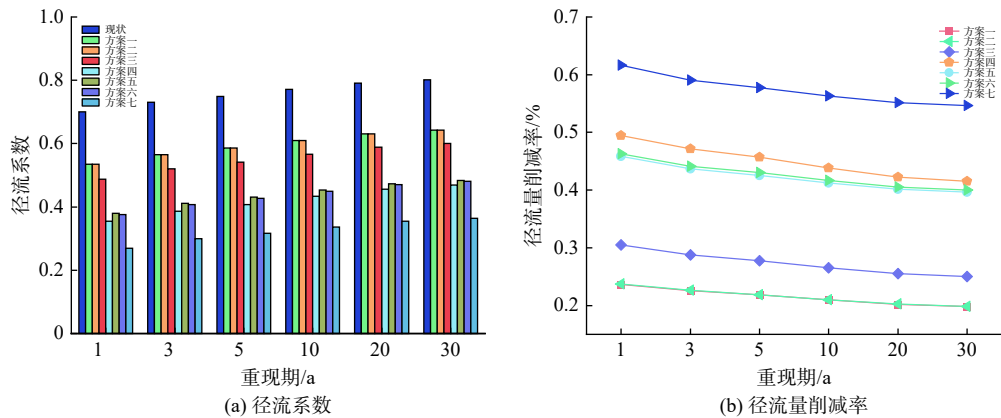 1.0
0.8
0.6
0.4
0.2
0
径流系数
现状
方案一
方案二
方案三
方案四
方案五
方案六
方案七
1 3 5 10 20 30
重现期/a
(a) 径流系数
0.7
0.6
0.5
0.4
0.3
0.2
径流量削减率/%
方案一
方案二
方案三
方案四
方案五
方案六
方案七
1 3 5 10 20 30
重现期/a
(b) 径流量削减率